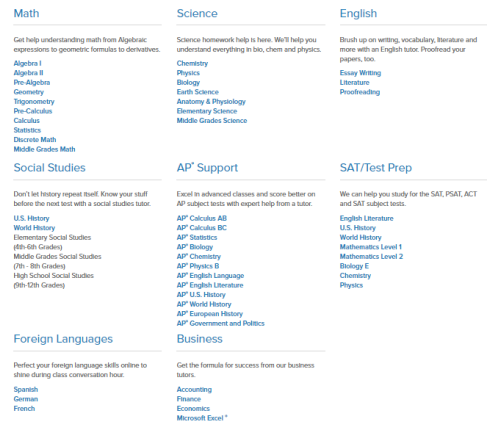 Math
Get help understanding math from Algebraic
expressions to geometric formulas to derivatives.
Algebra I
Algebra II
Pre-Algebra
Geometry
Trigonometry
Pre-Calculus
Calculus
Statistics
Discrete Math
Middle Grades Math
Science
Science homework help is here. We'll help you
understand everything in bio, chem and physics.
Chemistry
Physics
Biology
Earth Science
Anatomy & Physiology
Elementary Science
Middle Grades Science
English
Brush up on writing, vocabulary, literature and
more with an English tutor. Proofread your
papers, too.
Essay Writing
Literature
Proofreading
Social Studies
Don't let history repeat itself. Know your stuff
before the next test with a social studies tutor.
U.S. History
World History
Elementary Social Studies
(4th-6th Grades)
Middle Grades Social Studies
(7th - 8th Grades)
High School Social Studies
(9th-12th Grades)
AP® Support
Excel in advanced classes and score better on
AP subject tests with expert help from a tutor.
AP® Calculus AB
AP® Calculus BC
AP® Statistics
AP® Biology
AP® Chemistry
AP® Physics B
AP® English Language
AP® English Literature
AP® U.S. History
AP® World History
AP® European History
AP® Government and Politics
SAT/Test Prep
We can help you study for the SAT, PSAT, ACT
and SAT subject tests.
English Literature
U.S. History
World History
Mathematics Level 1
Mathematics Level 2
Biology E
Chemistry
Physics
Foreign Languages
Perfect your foreign language skills online to
shine during class conversation hour.
Spanish
German
French
Business
Get the formula for success from our business
tutors.
Accounting
Finance
Economics
Microsoft Excel®